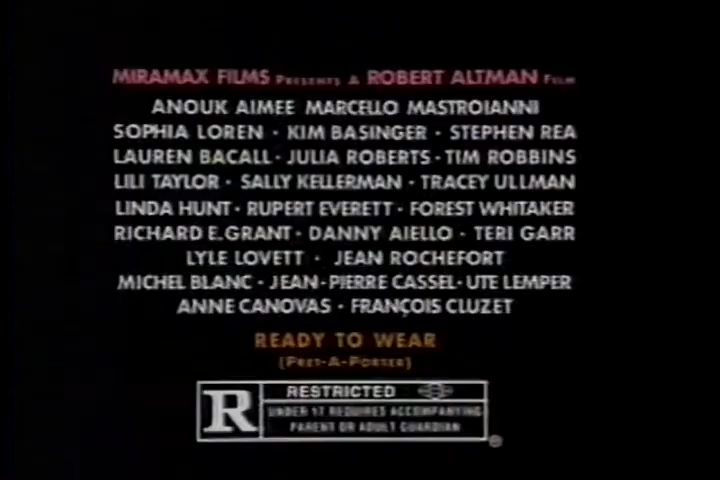 MIRAMAX FILMS PRESENTS A ROBERT ALTMAN FILM
ANOUK AIMEE MARCELLO MASTROIANNI
SOPHIA LOREN · KIM BASINGER · STEPHEN REA
LAUREN BACALL · JULIA ROBERTS · TIM ROBBINS
LILI TAYLOR · SALLY KELLERMAN · TRACEY ULLMAN
LINDA HUNT · RUPERT EVERETT · FOREST WHITAKER
RICHARD E. GRANT · DANNY AIELLO · TERI GARR
LYLE LOVETT · JEAN ROCHEFORT
MICHEL BLANC · JEAN-PIERRE CASSEL · UTE LEMPER
ANNE CANOVAS · FRANÇOIS CLUZET
READY TO WEAR
(PRET-A-PORTER)
R RESTRICTED
UNDER 17 REQUIRES ACCOMPANYING
PARENT OR ADULT GUARDIAN
®